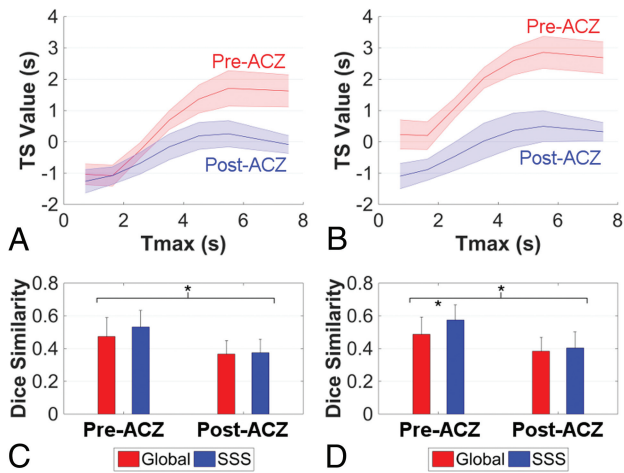 4
3
2
1
0
-1
-2
TS Value (s)
Pre-ACZ
Post-ACZ
0 2 4 6 8
Tmax (s)
A
4
3
2
1
0
-1
-2
TS Value (s)
Pre-ACZ
Post-ACZ
0 2 4 6 8
Tmax (s)
B
0.8
0.6
0.4
0.2
0
Dice Similarity
*
Pre-ACZ Post-ACZ
Global SSS
C
0.8
0.6
0.4
0.2
0
Dice Similarity
*
*
Pre-ACZ Post-ACZ
Global SSS
D